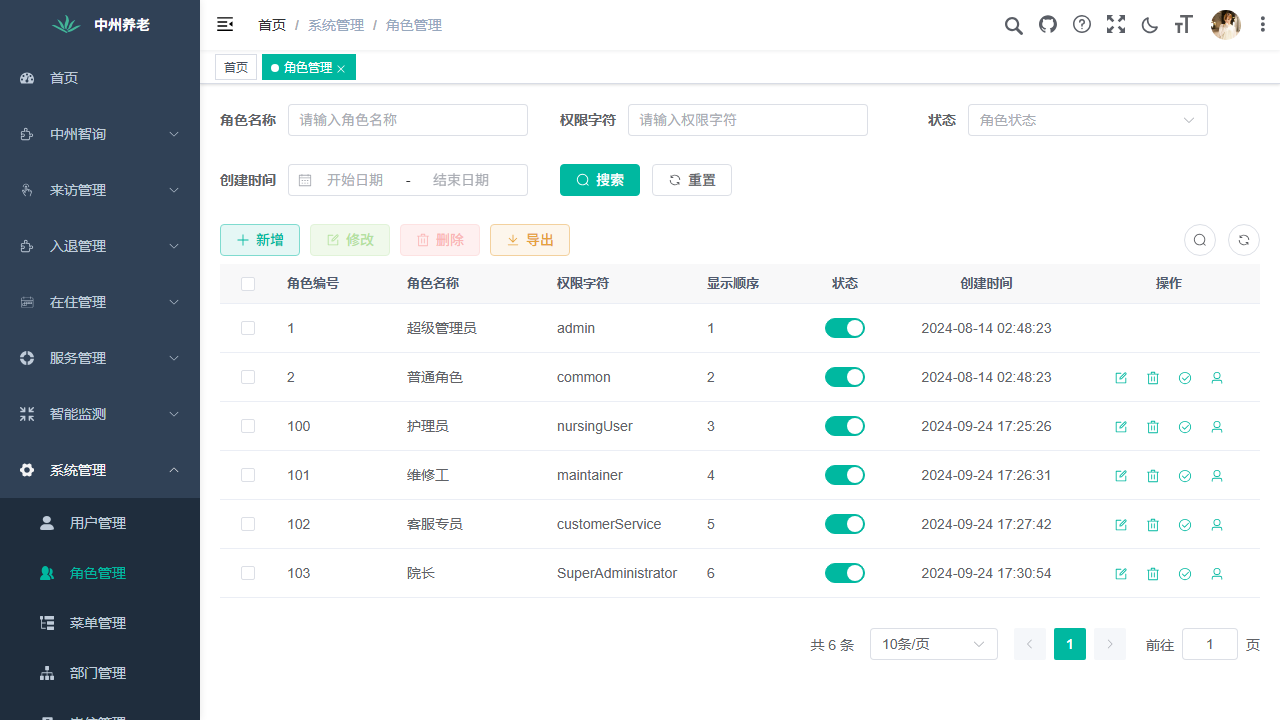 中州养老
首页
中州智询
来访管理
入退管理
在住管理
服务管理
智能监测
系统管理
用户管理
角色管理
菜单管理
部门管理
首页 / 系统管理 / 角色管理
首页 角色管理
角色名称 请输入角色名称 权限字符 请输入权限字符 状态 角色状态
创建时间 开始日期 - 结束日期 搜索 重置
新增 修改 删除 导出
角色编号 角色名称 权限字符 显示顺序 状态 创建时间 操作
1 超级管理员 admin 1 2024-08-14 02:48:23
2 普通角色 common 2 2024-08-14 02:48:23
100 护理员 nursingUser 3 2024-09-24 17:25:26
101 维修工 maintainer 4 2024-09-24 17:26:31
102 客服专员 customerService 5 2024-09-24 17:27:42
103 院长 SuperAdministrator 6 2024-09-24 17:30:54
共 6 条 10条/页 1 前往 1 页